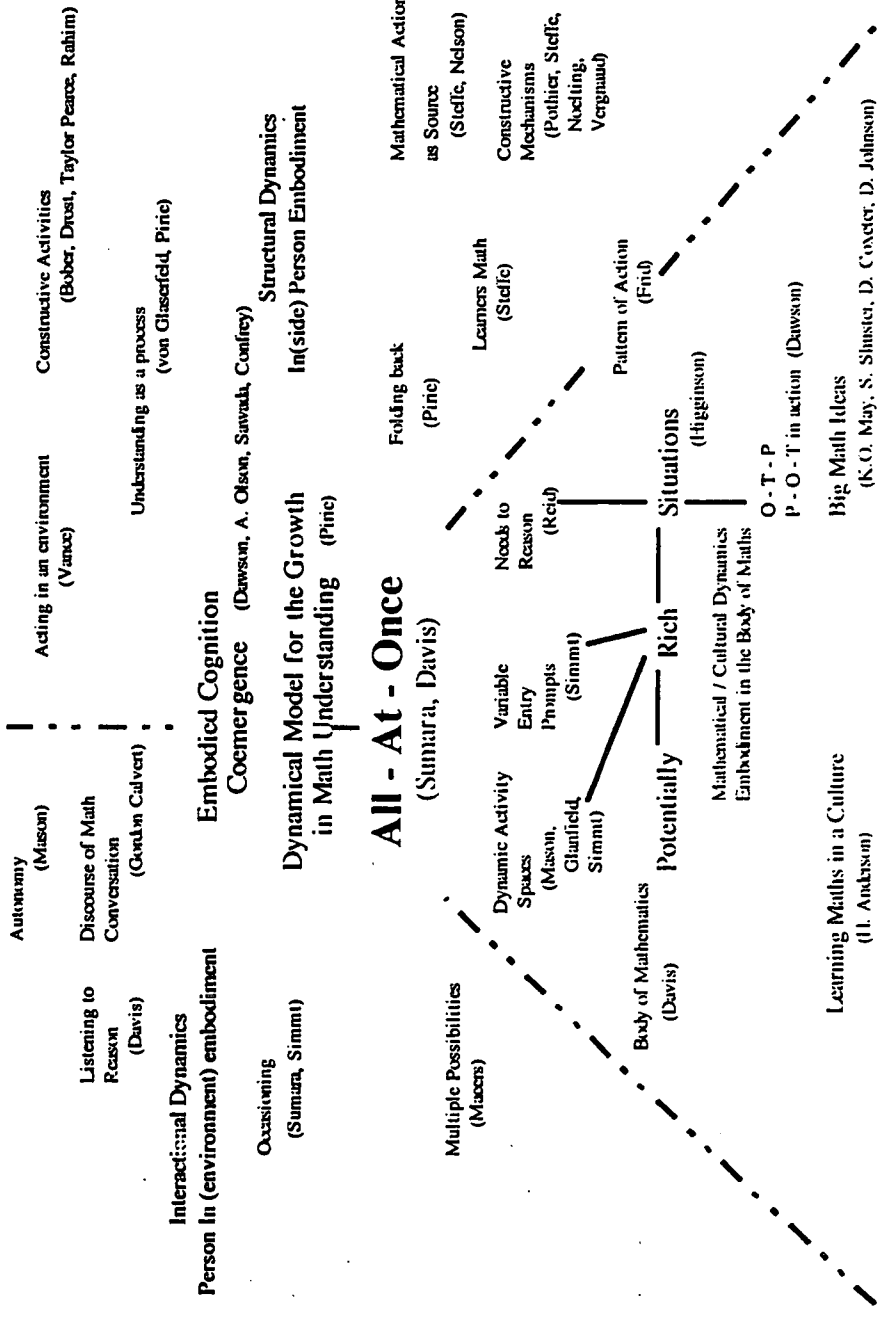 Autonomy
(Mason)
Listening to
Reason
(Davis)
Discourse of Math
Conversation
(Gordon Calvert)
Interactional Dynamics
Person In (environment) embodiment
Occasioning
(Sumara, Simmt)
Multiple Possibilities
(Maeers)
Acting in an environment
(Vance)
Constructive Activities
(Bober, Drost, Taylor Pearce, Rahim)
Understanding as a process
(von Glaserfeld, Pirie)
Embodied Cognition
Coemergence (Dawson, A. Olson, Sawada, Confrey)
Structural Dynamics
In(side) Person Embodiment
Dynamical Model for the Growth
in Math Understanding (Pirie)
All - At - Once
(Sumara, Davis)
Folding back
(Pirie)
Learners Math
(Steffe)
Mathematical Action
as Source
(Steffe, Nelson)
Constructive
Mechanisms
(Pothier, Steffe,
Noelting,
Vergnaud)
Pattern of Action
(Frid)
Dynamic Activity
Spaces
(Mason,
Glanfield,
Simmt)
Variable
Entry
Prompts
(Simmt)
Needs to
Reason
(Reid)
Potentially Rich Situations
(Higginson)
Body of Mathematics
(Davis)
Mathematical / Cultural Dynamics
Embodiment in the Body of Maths
O - T - P
P - O - T in action (Dawson)
Learning Maths in a Culture
(H. Anderson)
Big Math Ideas
(K.O. May, S. Shuster, D. Coxeter, D. Johnson)